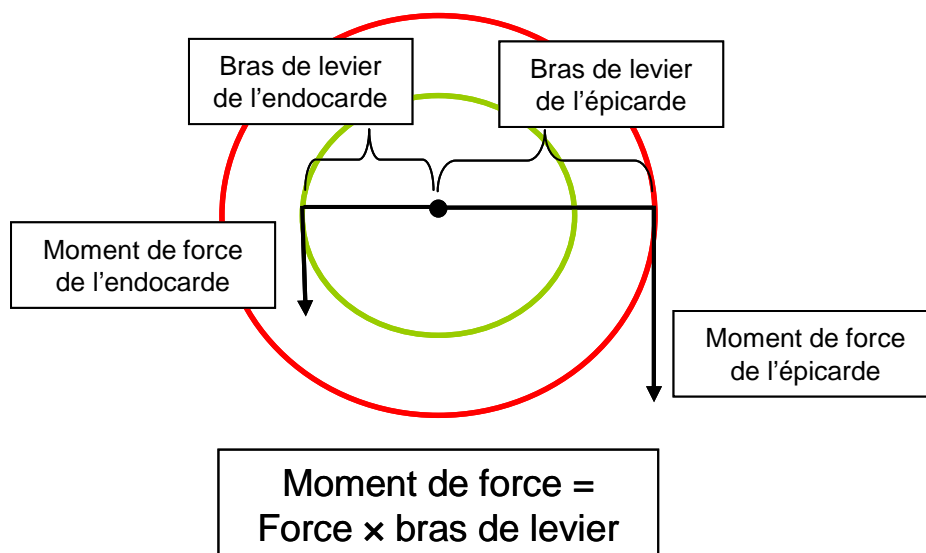 Bras de levier
de l'endocarde
Bras de levier
de l'épicarde
Moment de force
de l'endocarde
Moment de force
de l'épicarde
Moment de force =
Force × bras de levier